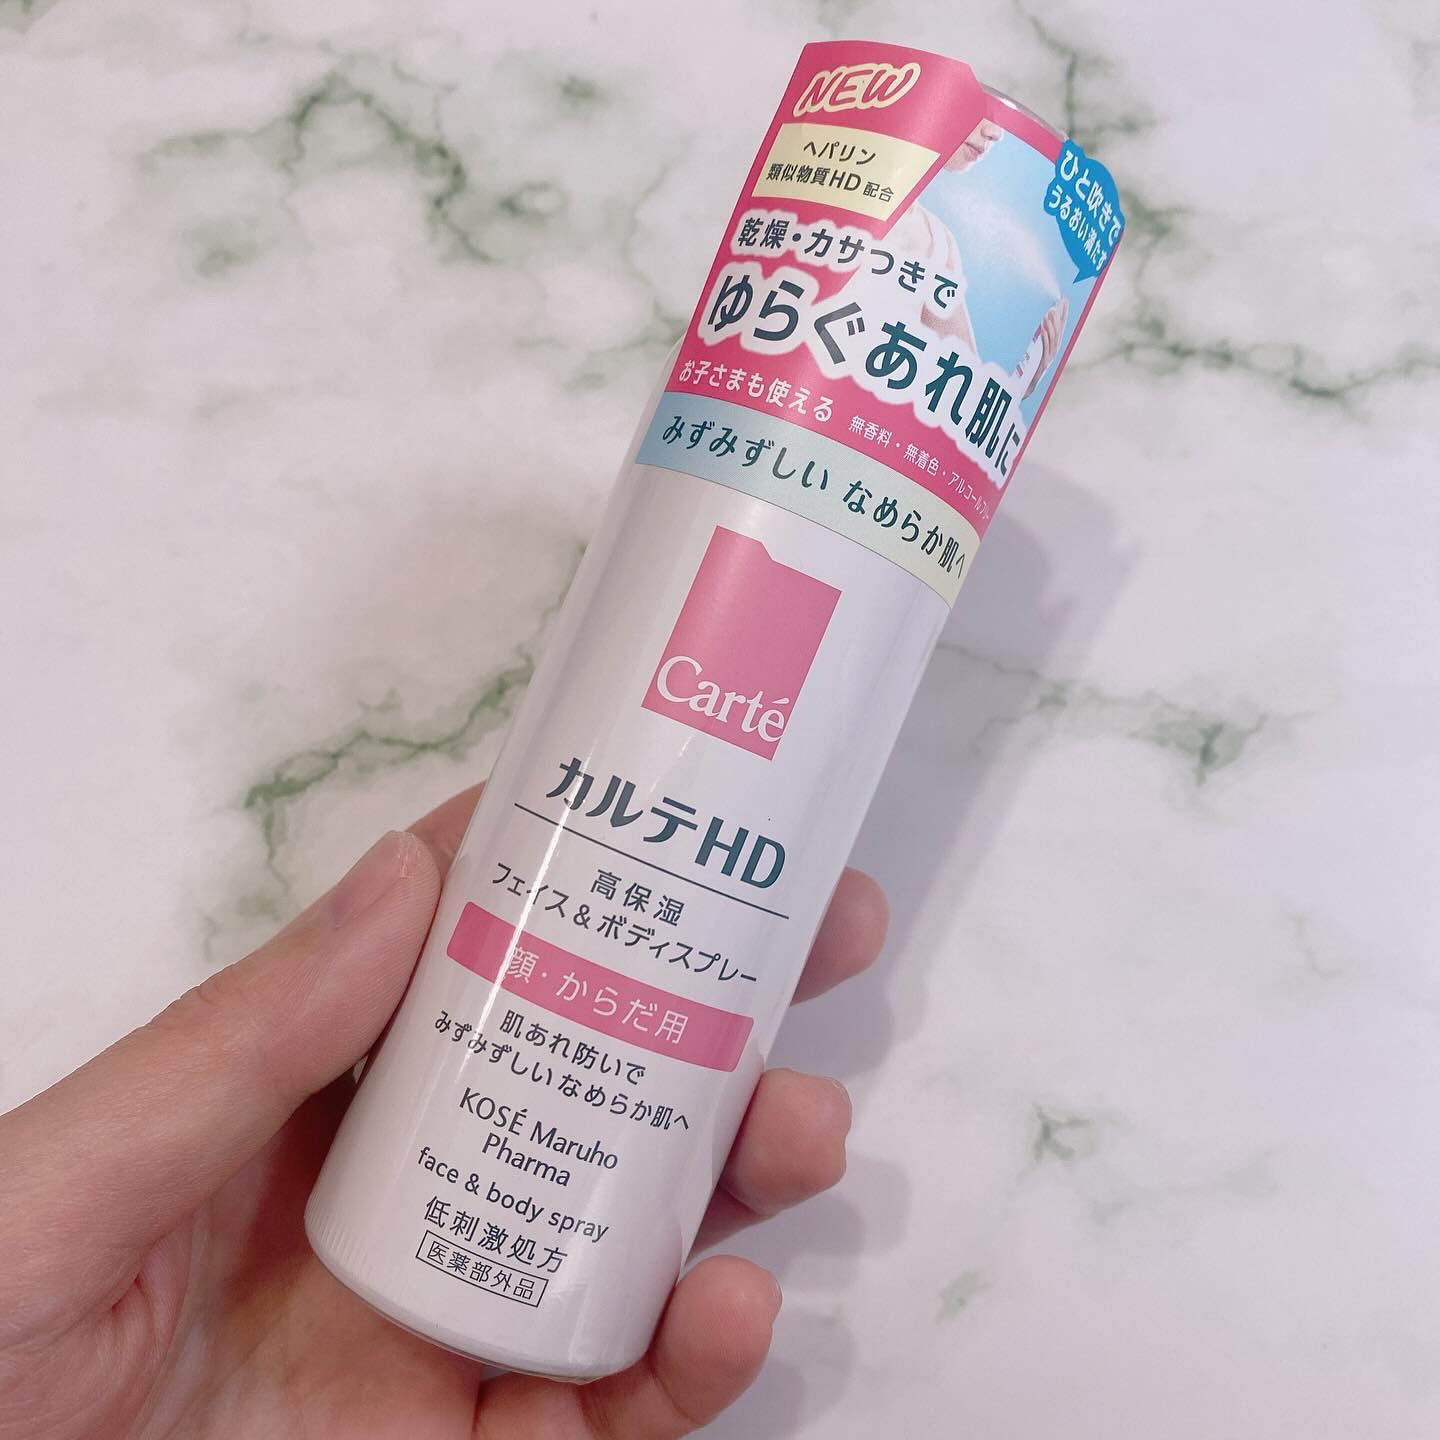 NEW
ヘパリン
類似物質HD配合
ひと吹きで
うるおい満たす
乾燥・カサつきで
ゆらぐあれ肌に
お子さまも使える
無香料・無着色・アルコールフリー
みずみずしい なめらか肌へ
Carté
カルテHD
高保湿
フェイス&ボディスプレー
顔・からだ用
肌あれ防いで
みずみずしい なめらか肌へ
KOSÉ Maruho
Pharma
face & body spray
低刺激処方
医薬部外品